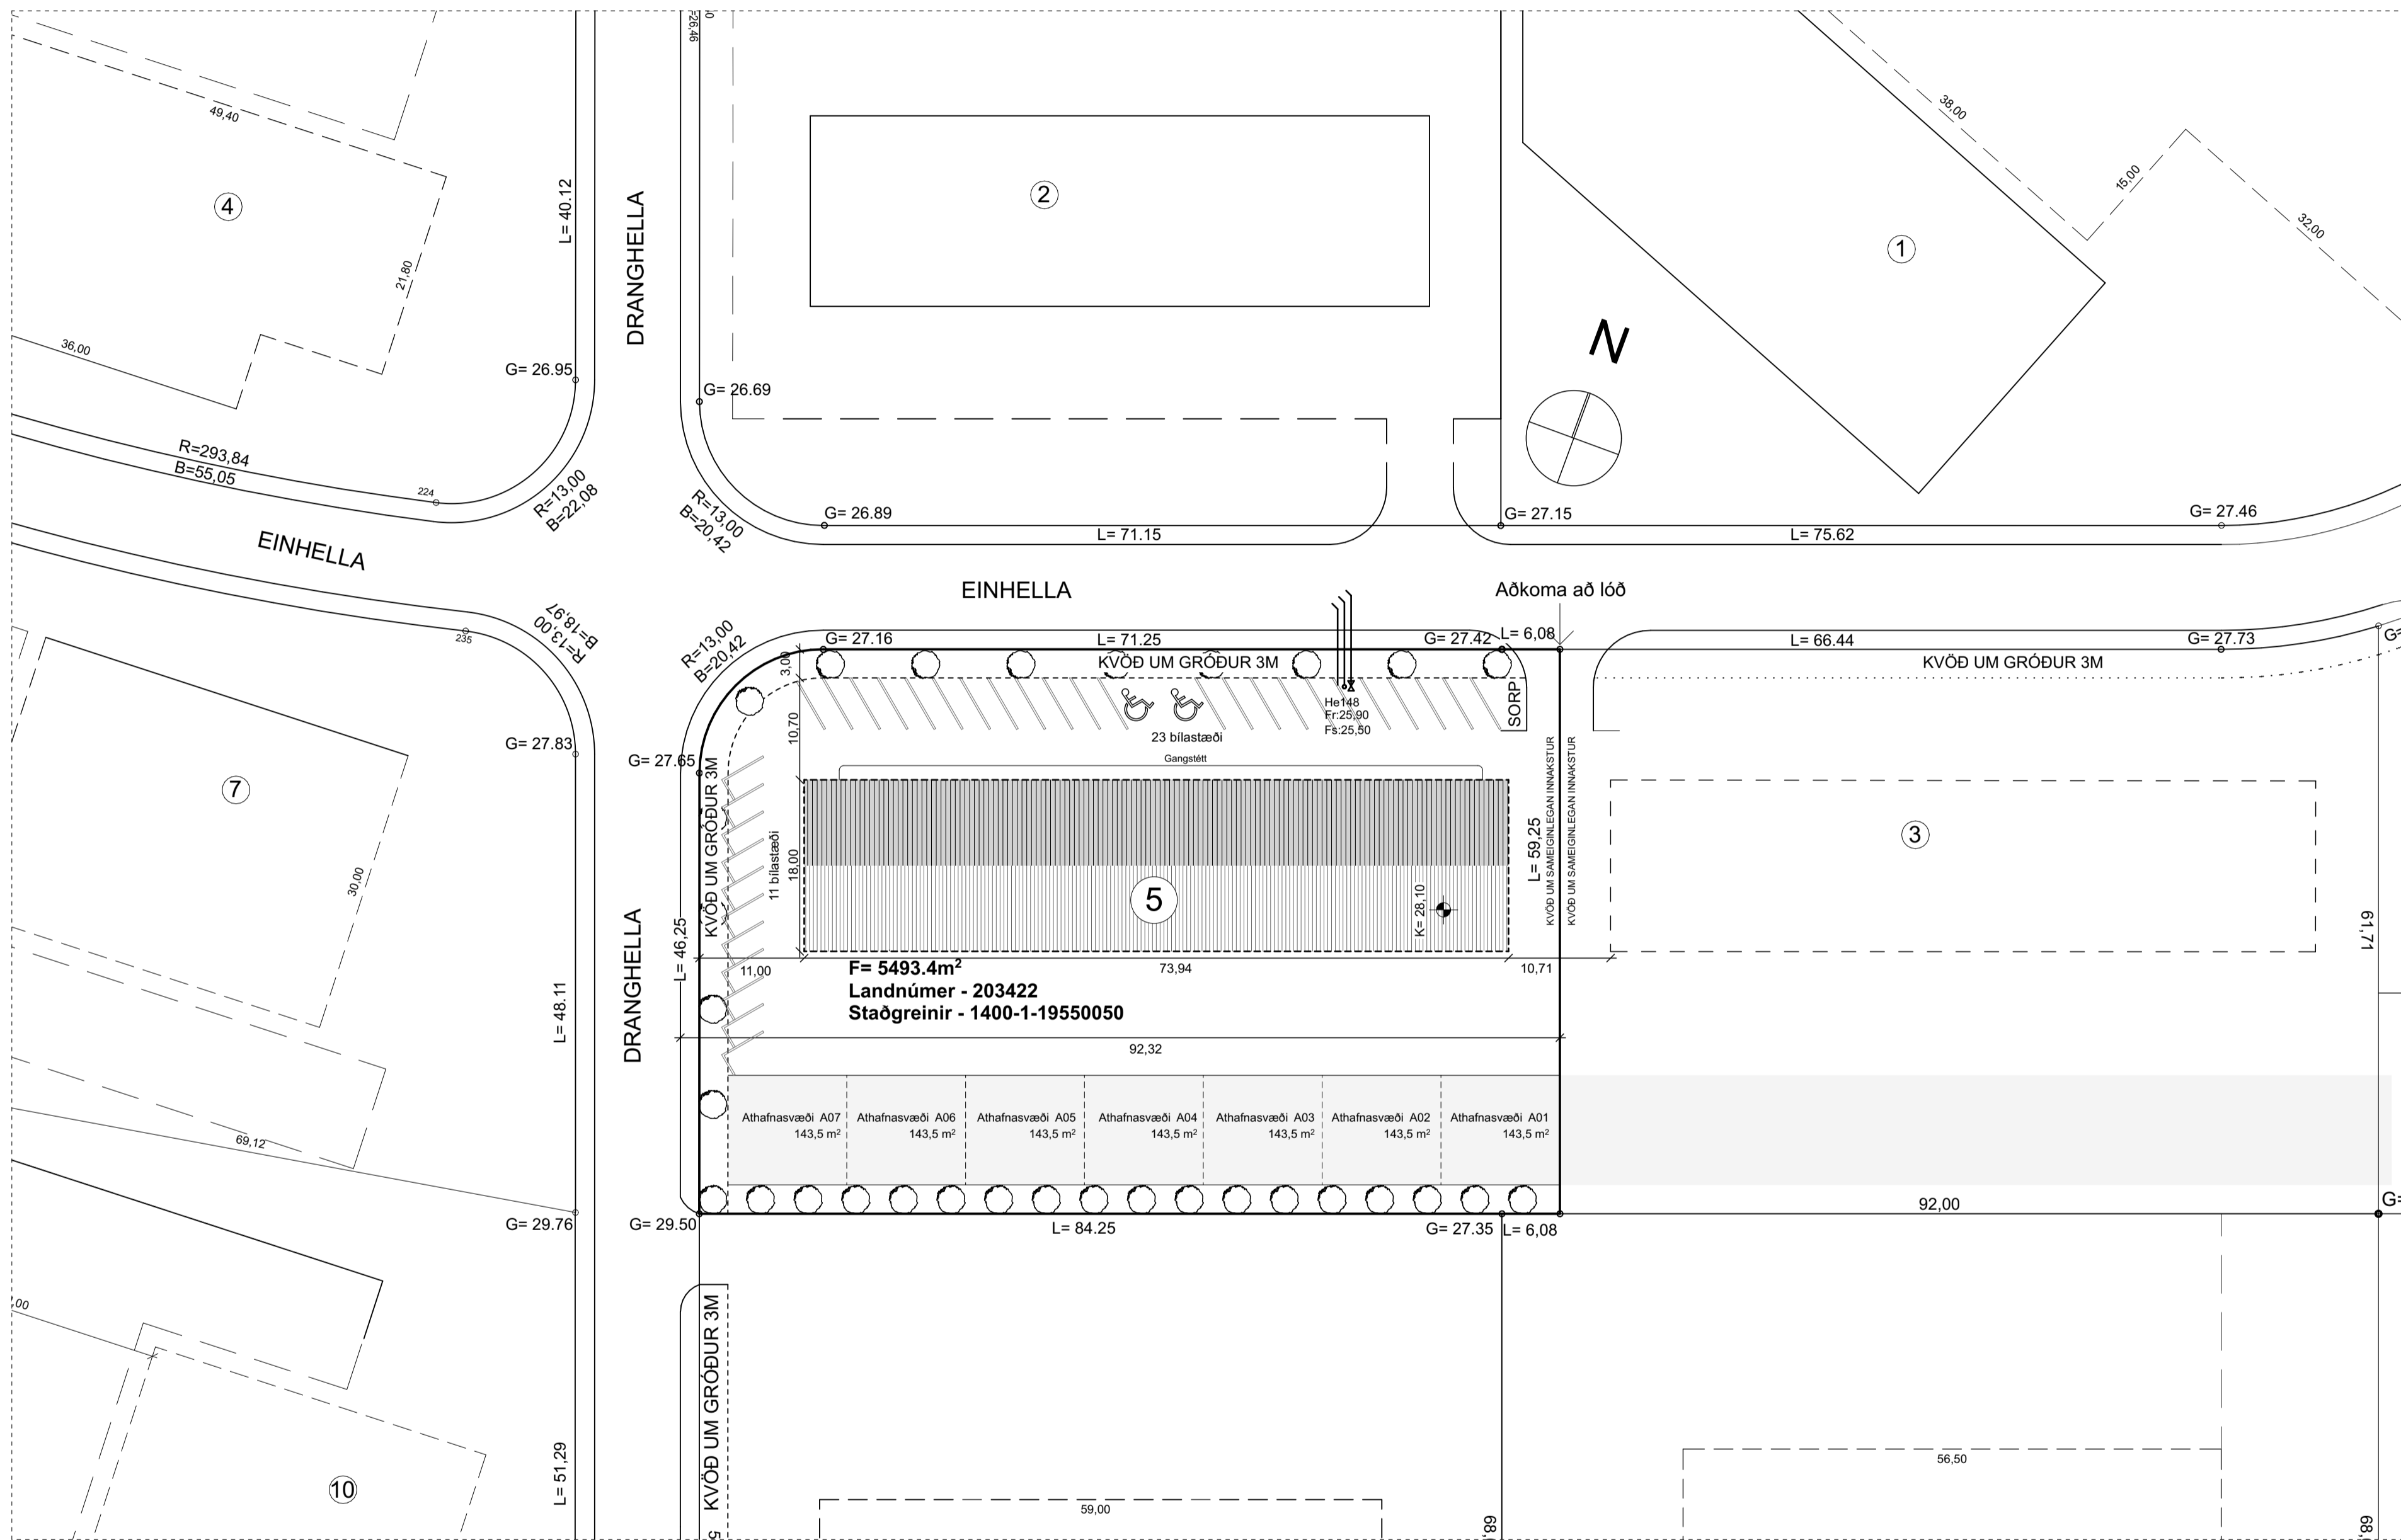 =26,46
0
49,40
4
L= 40.12
21,80
36,00
DRANGHELLA
2
1
38,00
15,00
32,00
N
G= 26.95
G= 26.69
R=293,84
B=55,05
224
R=13,00
B=22,08
R=13,00
B=20,42
G= 26.89
L= 71.15
G= 27.15
L= 75.62
G= 27.46
EINHELLA
EINHELLA
Aðkoma að lóð
235
R=13,00
B=18,97
R=13,00
B=20,42
G= 27.16
L= 71.25
G= 27.42
L= 6,08
L= 66.44
G= 27.73
G=
3,00
KVÖÐ UM GRÓÐUR 3M
KVÖÐ UM GRÓÐUR 3M
10,70
He148
Fr:25,90
Fs:25,50
SORP
23 bílastæði
Gangstétt
G= 27.83
G= 27.65
7
30,00
KVÖÐ UM GRÓÐUR 3M
11 bílastæði
18,00
5
K= 28,10
L= 59,25
KVÖÐ UM SAMEIGINLEGAN INNAKSTUR
KVÖÐ UM SAMEIGINLEGAN INNAKSTUR
3
61,71
L= 46,25
11,00
73,94
10,71
F= 5493.4m²
Landnúmer - 203422
Staðgreinir - 1400-1-19550050
L= 48.11
DRANGHELLA
92,32
Athafnasvæði A07
143,5 m²
Athafnasvæði A06
143,5 m²
Athafnasvæði A05
143,5 m²
Athafnasvæði A04
143,5 m²
Athafnasvæði A03
143,5 m²
Athafnasvæði A02
143,5 m²
Athafnasvæði A01
143,5 m²
69,12
G= 29.76
G= 29.50
L= 84.25
G= 27.35
L= 6,08
92,00
G=
,00
10
L= 51,29
KVÖÐ UM GRÓÐUR 3M
5
59,00
56,50
68,
68,